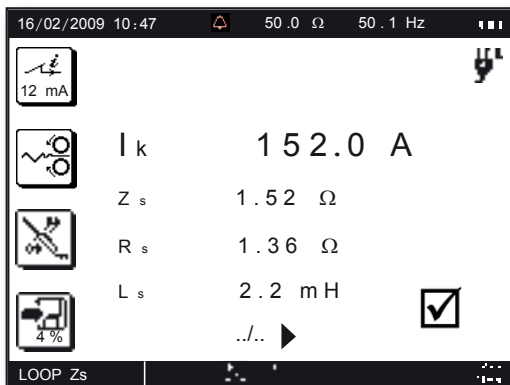 16/02/2009 10:47 50.0 Ω 50.1 Hz
i
12 mA
Ik 152.0 A
Zs 1.52 Ω
Rs 1.36 Ω
Ls 2.2 mH
4 %
../..
LOOP Zs